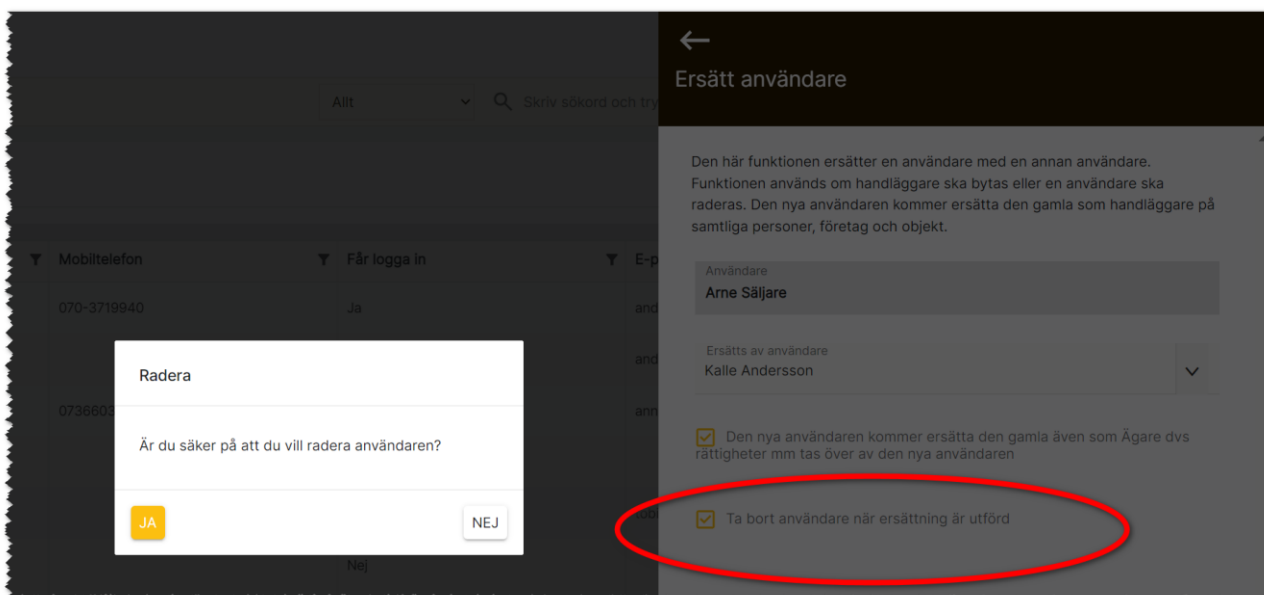 Ersätt användare
Allt
Skriv sökord och
Den här funktionen ersätter en användare med en annan användare.
Funktionen används om handläggare ska bytas eller en användare ska
raderas. Den nya användaren kommer ersätta den gamla som handläggare på
samtliga personer, företag och objekt.
Mobiltelefon
Får logga in
070-3719940
Ja
Användare
Arne Säljare
Ersätts av användare
Kalle Andersson
Radera
Är du säker på att du vill radera användaren?
JA
NEJ
Nej
Den nya användaren kommer ersätta den gamla även som Ägare dvs
rättigheter mm tas över av den nya användaren
Ta bort användare när ersättning är utförd